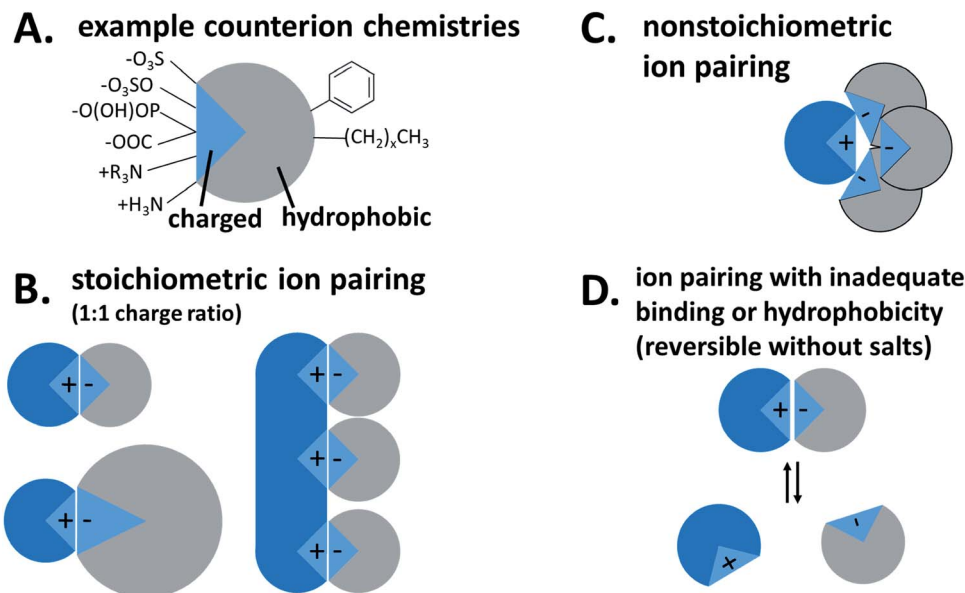 A. example counterion chemistries
-O₃S
-O₃SO
-O(OH)OP
-OOC
+R₃N
+H₃N
(CH₂)ₓCH₃
charged
hydrophobic
B. stoichiometric ion pairing
(1:1 charge ratio)
+ -
+ -
+ -
+ -
+ -
C. nonstoichiometric
ion pairing
-
+ -
-
D. ion pairing with inadequate
binding or hydrophobicity
(reversible without salts)
+ -
+ -